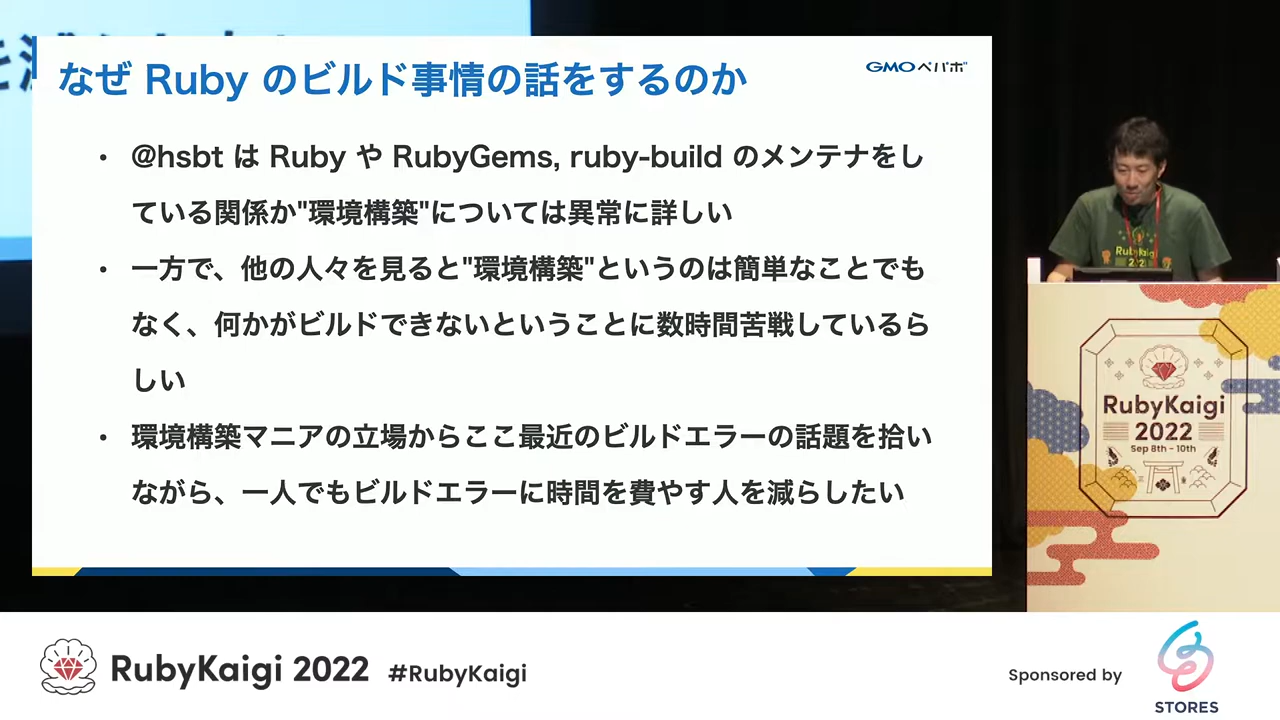 なぜ Ruby のビルド事情の話をするのか
GMOペパボ
・ @hsbt は Ruby や RubyGems, ruby-build のメンテナをし
ている関係か"環境構築"については異常に詳しい
・ 一方で、他の人々を見ると"環境構築"というのは簡単なことでも
なく、何かがビルドできないということに数時間苦戦しているら
しい
・ 環境構築マニアの立場からここ最近のビルドエラーの話題を拾い
ながら、一人でもビルドエラーに時間を費やす人を減らしたい
RubyKaigi
RubyKaigi
2022
Sep 8th - 10th
RubyKaigi 2022 #RubyKaigi
Sponsored by
STORES